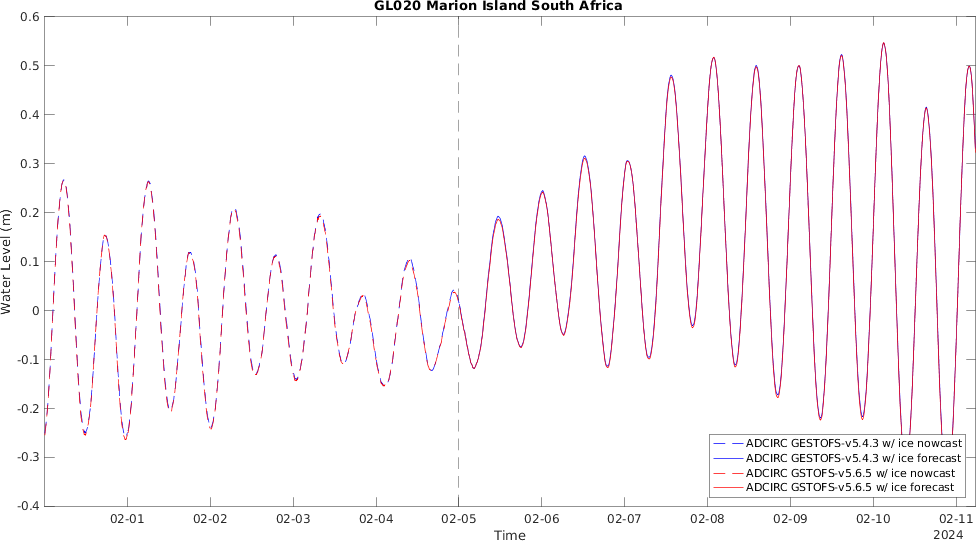 GL020 Marion Island South Africa
0.6
0.5
0.4
0.3
0.2
0.1
0
-0.1
-0.2
-0.3
-0.4
Water Level (m)
ADCIRC GESTOFS-v5.4.3 w/ ice nowcast
ADCIRC GESTOFS-v5.4.3 w/ ice forecast
ADCIRC GSTOFS-v5.6.5 w/ ice nowcast
ADCIRC GSTOFS-v5.6.5 w/ ice forecast
02-01 02-02 02-03 02-04 02-05 02-06 02-07 02-08 02-09 02-10 02-11
Time
2024